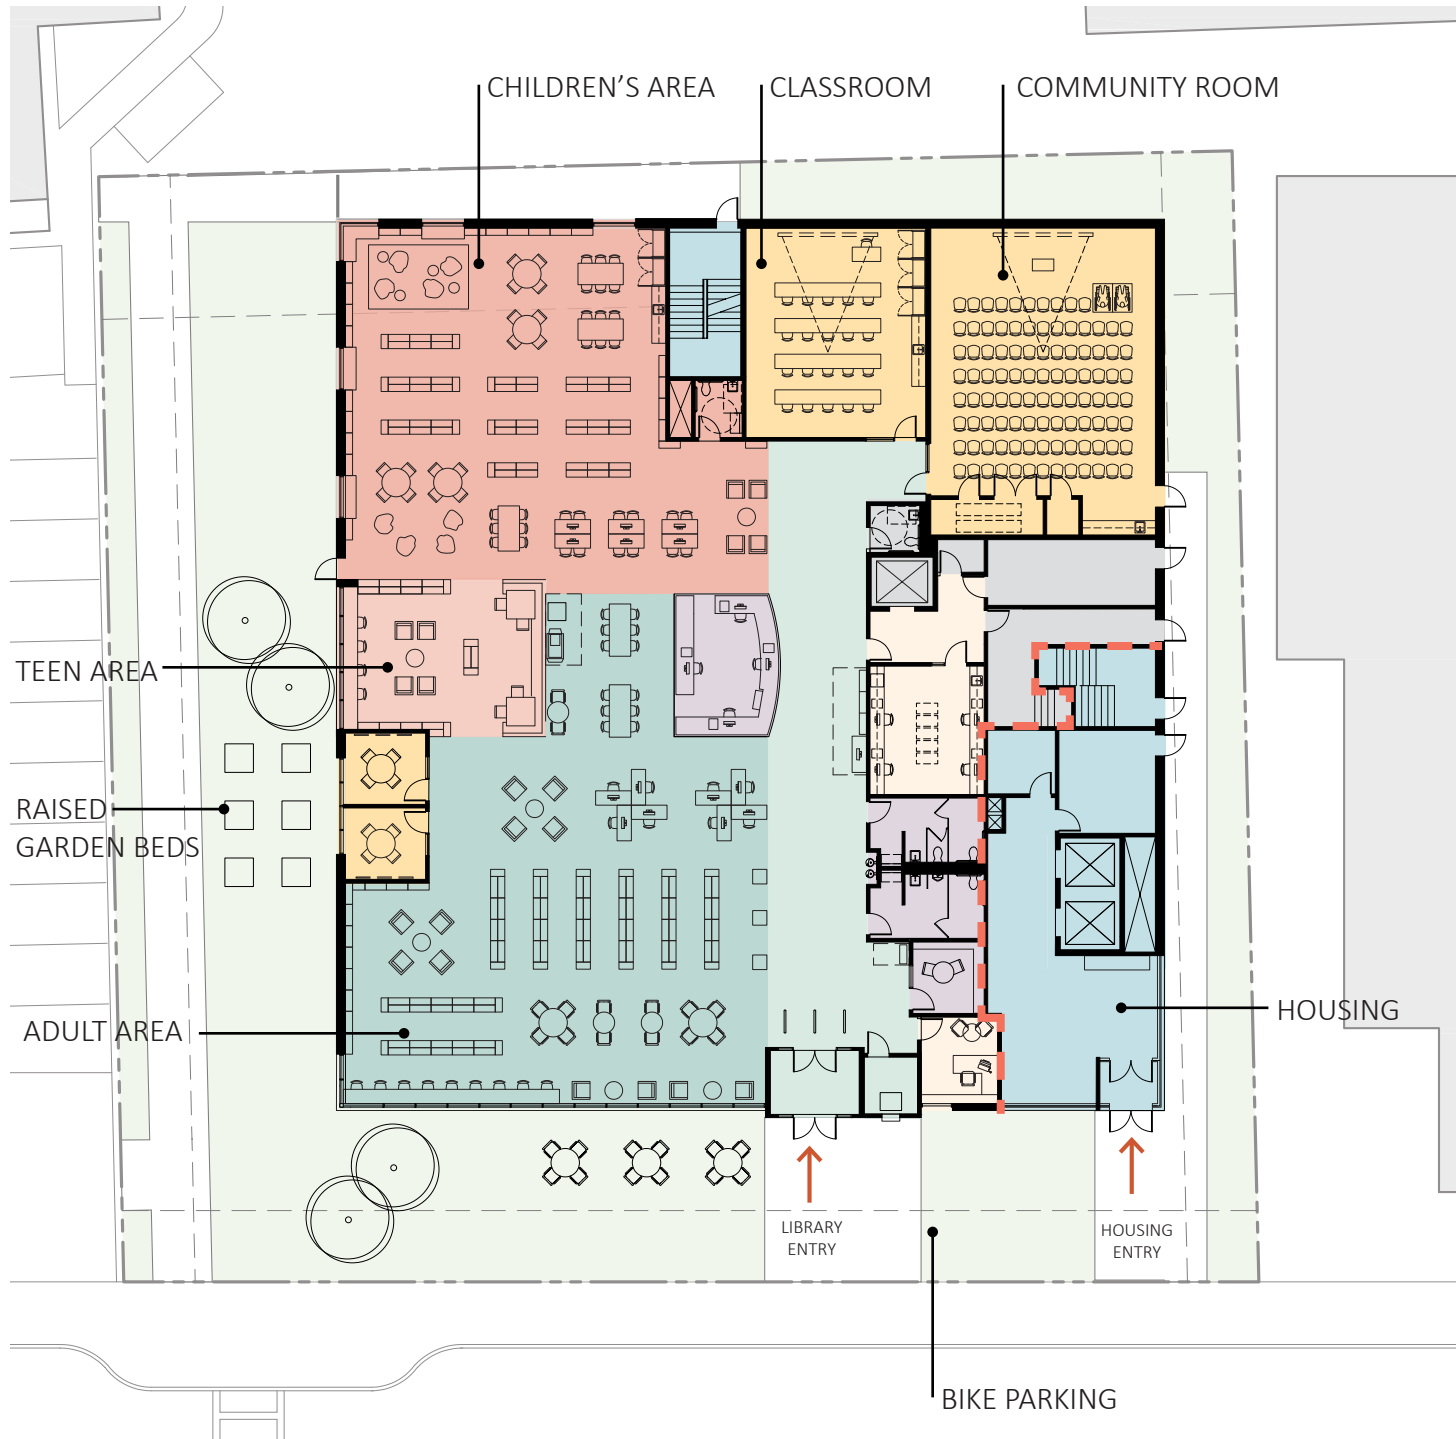 CHILDREN'S AREA
CLASSROOM
COMMUNITY ROOM
TEEN AREA
RAISED
GARDEN BEDS
ADULT AREA
HOUSING
LIBRARY
ENTRY
HOUSING
ENTRY
BIKE PARKING